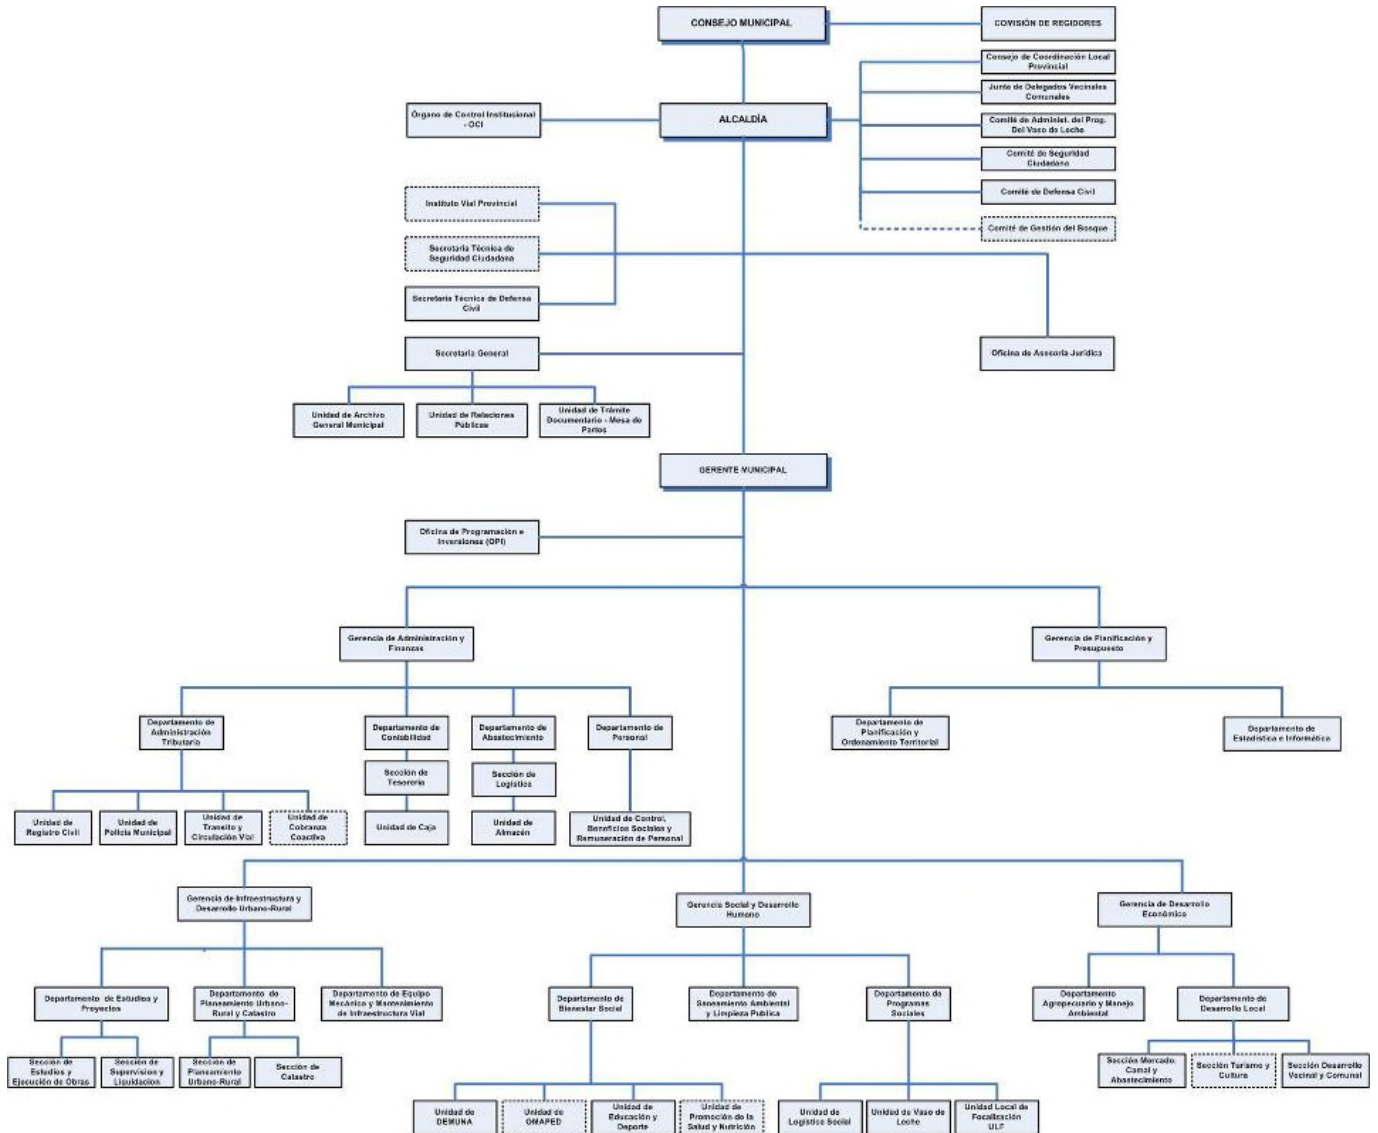 CONSEJO MUNICIPAL
COMISIÓN DE REGIDORES
Consejo de Coordinación Local
Provincial
Junta de Delegados Vecinales
Comunales
Órgano de Control Institucional
- OCI
ALCALDÍA
Comité de Administ. del Prog.
Del Vaso de Leche
Comité de Seguridad
Ciudadana
Comité de Defensa Civil
Instituto Vial Provincial
Comité de Gestión del Bosque
Secretaría Técnica de
Seguridad Ciudadana
Secretaria Técnica de Defensa
Civil
Secretaria General
Oficina de Asesoría Jurídica
Unidad de Archivo
General Municipal
Unidad de Relaciones
Públicas
Unidad de Trámite
Documentario - Mesa de
Partes
GERENTE MUNICIPAL
Oficina de Programación e
Inversiones (OPI)
Gerencia de Administración y
Finanzas
Gerencia de Planificación y
Presupuesto
Departamento de
Administración
Tributaria
Departamento de
Contabilidad
Departamento de
Abastecimiento
Departamento de
Personal
Departamento de
Planificación y
Ordenamiento Territorial
Departamento de
Estadística e Informática
Sección de
Tesorería
Sección de
Logística
Unidad de
Registro Civil
Unidad de
Policía Municipal
Unidad de
Transito y
Circulación Vial
Unidad de
Cobranza
Coactiva
Unidad de Caja
Unidad de
Almacén
Unidad de Control,
Beneficios Sociales y
Remuneración de Personal
Gerencia de Infraestructura y
Desarrollo Urbano-Rural
Gerencia Social y Desarrollo
Humano
Gerencia de Desarrollo
Económico
Departamento de Estudios y
Proyectos
Departamento de
Planeamiento Urbano-
Rural y Catastro
Departamento de Equipo
Mecánico y Mantenimiento
de Infraestructura Vial
Departamento de
Bienestar Social
Departamento de
Saneamiento Ambiental
y Limpieza Publica
Departamento de
Programas
Sociales
Departamento
Agropecuario y Manejo
Ambiental
Departamento de
Desarrollo Local
Sección de
Estudios y
Ejecución de Obras
Sección de
Supervision y
Liquidacion
Sección de
Planeamiento
Urbano-Rural
Sección de
Catastro
Sección Mercado,
Camal y
Abastecimiento
Sección Turismo y
Cultura
Sección Desarrollo
Vecinal y Comunal
Unidad de
DEMUNA
Unidad de
OMAPED
Unidad de
Educación y
Deporte
Unidad de
Promoción de la
Salud y Nutrición
Unidad de
Logística Social
Unidad de Vaso de
Leche
Unidad Local de
Focalización
ULF